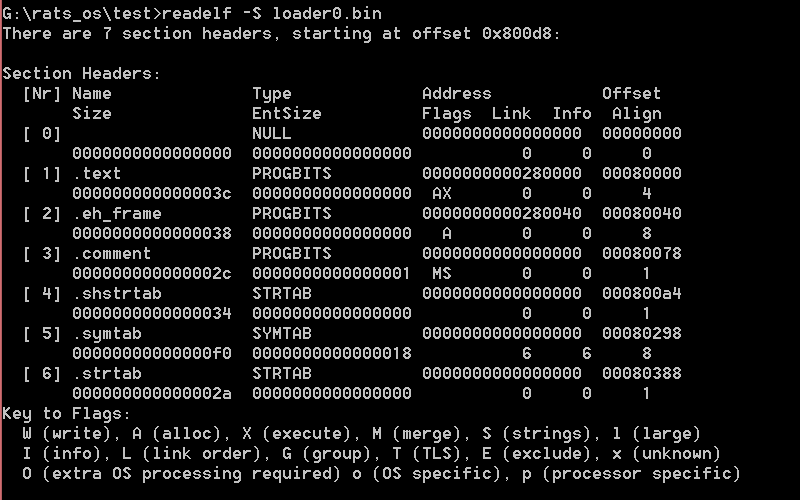 G:\rats_os\test>readelf -S loader0.bin
There are 7 section headers, starting at offset 0x800d8:
Section Headers:
[Nr] Name Type Address Offset
Size EntSize Flags Link Info Align
[ 0] NULL 0000000000000000 00000000
0000000000000000 0000000000000000 0 0 0
[ 1] .text PROGBITS 0000000000280000 00080000
000000000000003c 0000000000000000 AX 0 0 4
[ 2] .eh_frame PROGBITS 0000000000280040 00080040
0000000000000038 0000000000000000 A 0 0 8
[ 3] .comment PROGBITS 0000000000000000 00080078
000000000000002c 0000000000000001 MS 0 0 1
[ 4] .shstrtab STRTAB 0000000000000000 000800a4
0000000000000034 0000000000000000 0 0 1
[ 5] .symtab SYMTAB 0000000000000000 00080298
00000000000000f0 0000000000000018 6 6 8
[ 6] .strtab STRTAB 0000000000000000 00080388
000000000000002a 0000000000000000 0 0 1
Key to Flags:
W (write), A (alloc), X (execute), M (merge), S (strings), l (large)
I (info), L (link order), G (group), T (TLS), E (exclude), x (unknown)
O (extra OS processing required) o (OS specific), p (processor specific)